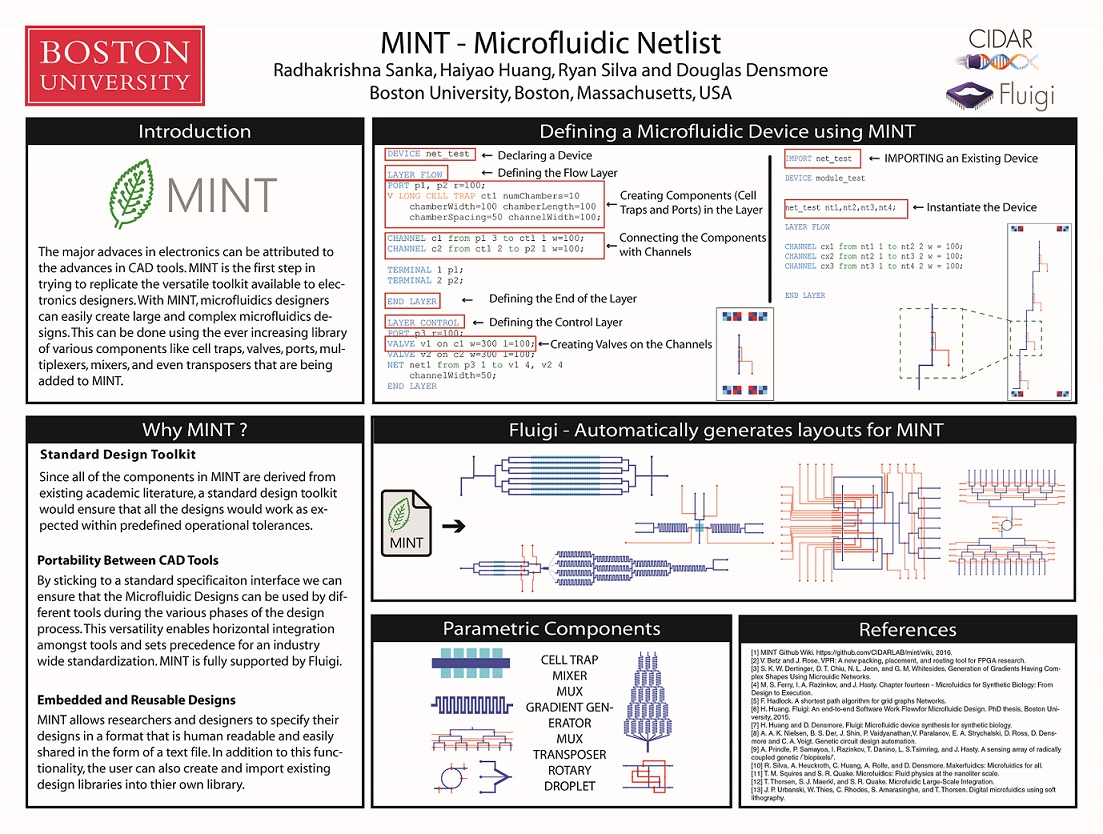 BOSTON
UNIVERSITY
MINT - Microfluidic Netlist
Radhakrishna Sanka, Haiyao Huang, Ryan Silva and Douglas Densmore
Boston University, Boston, Massachusetts, USA
CIDAR
Fluigi
Introduction
MINT
The major advaces in electronics can be attributed to
the advances in CAD tools. MINT is the first step in
trying to replicate the versatile toolkit available to elec-
tronics designers. With MINT, microfluidics designers
can easily create large and complex microfluidics de-
signs. This can be done using the ever increasing library
of various components like cell traps, valves, ports, mul-
tiplexers, mixers, and even transposers that are being
added to MINT.
Defining a Microfluidic Device using MINT
DEVICE net_test ← Declaring a Device
LAYER FLOW ← Defining the Flow Layer
PORT p1, p2 r=100;
V LONG CELL TRAP ct1 numChambers=10
chamberWidth=100 chamberLength=100
chamberSpacing=50 channelWidth=100;
← Creating Components (Cell
Traps and Ports) in the Layer
CHANNEL c1 from p1 3 to ct1 1 w=100;
CHANNEL c2 from ct1 2 to p2 1 w=100;
← Connecting the Components
with Channels
TERMINAL 1 p1;
TERMINAL 2 p2;
END LAYER ← Defining the End of the Layer
LAYER CONTROL ← Defining the Control Layer
PORT p3 r=100;
VALVE v1 on c1 w=300 l=100; ← Creating Valves on the Channels
VALVE v2 on c2 w=300 l=100;
NET net1 from p3 1 to v1 4, v2 4
channelWidth=50;
END LAYER
IMPORT net_test ← IMPORTING an Existing Device
DEVICE module_test
net_test nt1,nt2,nt3,nt4; ← Instantiate the Device
LAYER FLOW
CHANNEL cx1 from nt1 1 to nt2 2 w = 100;
CHANNEL cx2 from nt2 1 to nt3 2 w = 100;
CHANNEL cx3 from nt3 1 to nt4 2 w = 100;
END LAYER
Why MINT ?
Standard Design Toolkit
Since all of the components in MINT are derived from
existing academic literature, a standard design toolkit
would ensure that all the designs would work as ex-
pected within predefined operational tolerances.
Portability Between CAD Tools
By sticking to a standard specificaiton interface we can
ensure that the Microfluidic Designs can be used by dif-
ferent tools during the various phases of the design
process. This versatility enables horizontal integration
amongst tools and sets precedence for an industry
wide standardization. MINT is fully supported by Fluigi.
Embedded and Reusable Designs
MINT allows researchers and designers to specify their
designs in a format that is human readable and easily
shared in the form of a text file. In addition to this func-
tionality, the user can also create and import existing
design libraries into thier own library.
Fluigi - Automatically generates layouts for MINT
MINT
Parametric Components
CELL TRAP
MIXER
MUX
GRADIENT GEN-
ERATOR
MUX
TRANSPOSER
ROTARY
DROPLET
References
[1] MINT Github Wiki. https://github.com/CIDARLAB/mint/wiki, 2016.
[2] V. Betz and J. Rose. VPR: A new packing, placement, and routing tool for FPGA research.
[3] S. K. W. Dertinger, D. T. Chiu, N. L. Jeon, and G. M. Whitesides. Generation of Gradients Having Com-
plex Shapes Using Microuidic Networks.
[4] M. S. Ferry, I. A. Razinkov, and J. Hasty. Chapter fourteen - Microfuidics for Synthetic Biology: From
Design to Execution.
[5] F. Hadlock. A shortest path algorithm for grid graphs Networks.
[6] H. Huang. Fluigi: An end-to-end Software Work Flowfor Microfluidic Design. PhD thesis, Boston Uni-
versity, 2015.
[7] H. Huang and D. Densmore. Fluigi: Microfluidic device synthesis for synthetic biology.
[8] A. A. K. Nielsen, B. S. Der, J. Shin, P. Vaidyanathan, V. Paralanov, E. A. Strychalski, D. Ross, D. Dens-
more and C. A. Voigt. Genetic circuit design automation.
[9] A. Prindle, P. Samayoa, I. Razinkov, T. Danino, L. S.Tsimring, and J. Hasty. A sensing array of radically
coupled genetic /`biopixels/'.
[10] R. Silva, A. Heuckroth, C. Huang, A. Rolfe, and D. Densmore. Makerfuidics: Microfuidics for all.
[11] T. M. Squires and S. R. Quake. Microfuidics: Fluid physics at the nanoliter scale.
[12] T. Thorsen, S.J. Maerkl, and S. R. Quake. Microfuidic Large-Scale Integration.
[13] J. P. Urbanski, W. Thies, C. Rhodes, S. Amarasinghe, and T. Thorsen. Digital microfuidics using soft
lithography.